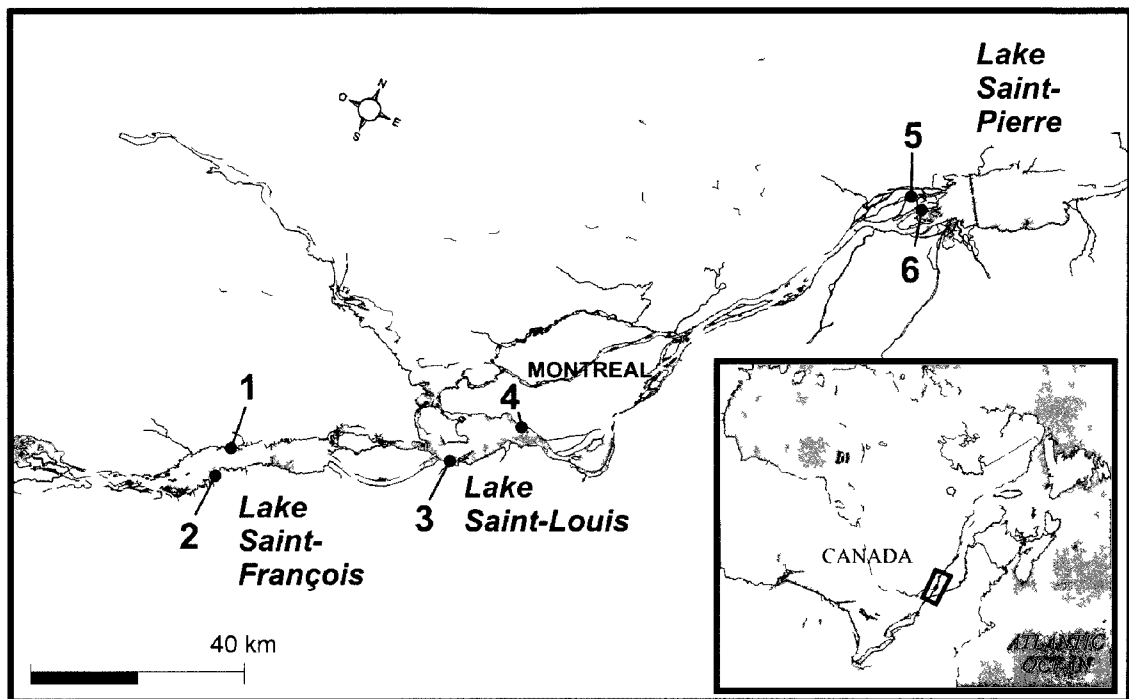 Lake
Saint-
Pierre
N
O
E
S
5
6
MONTREAL
1
4
2
Lake
Saint-
François
3
Lake
Saint-Louis
40 km
CANADA
ATLANTIC
OCEAN